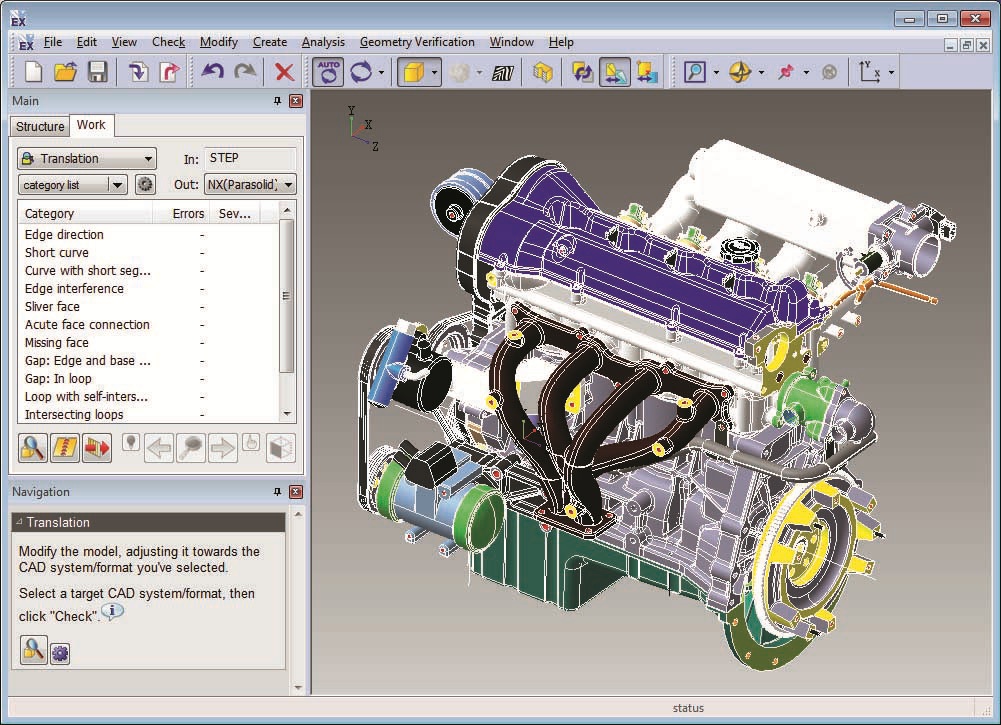 EX
EX File Edit View Check Modify Create Analysis Geometry Verification Window Help
AUTO
Y
X
Main
Structure Work
Y
X
Z
Translation In: STEP
category list Out: NX(Parasolid)
Category Errors Sev...
Edge direction -
Short curve -
Curve with short seg... -
Edge interference -
Sliver face -
Acute face connection -
Missing face -
Gap: Edge and base ... -
Gap: In loop -
Loop with self-inters... -
Intersecting loops -
Navigation
Translation
Modify the model, adjusting it towards the
CAD system/format you've selected.
Select a target CAD system/format, then
click "Check".
status